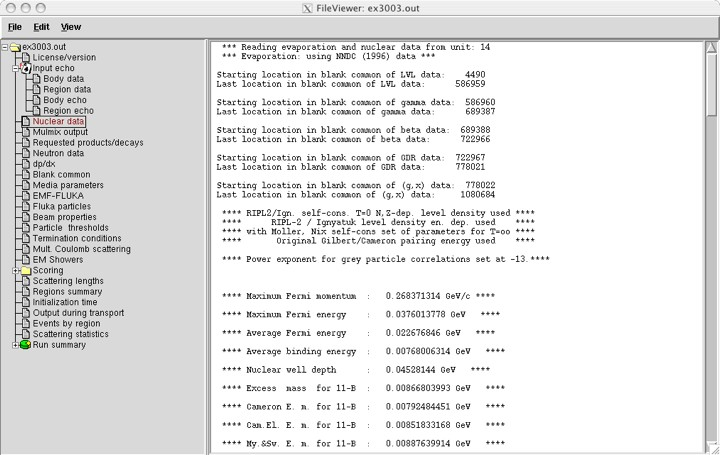 FileViewer: ex3003.out
File Edit View
ex3003.out
License/version
Input echo
Body data
Region data
Body echo
Region echo
Nuclear data
Mulmix output
Requested products/decays
Neutron data
dp/dx
Blank common
Media parameters
EMF-FLUKA
Fluka particles
Beam properties
Particle thresholds
Termination conditions
Mult. Coulomb scattering
EM Showers
Scoring
Scattering lengths
Regions summary
Initialization time
Output during transport
Events by region
Scattering statistics
Run summary
*** Reading evaporation and nuclear data from unit: 14
*** Evaporation: using NNDC (1996) data ***
Starting location in blank common of LVL data: 4490
Last location in blank common of LVL data: 586959
Starting location in blank common of gamma data: 586960
Last location in blank common of gamma data: 689387
Starting location in blank common of beta data: 689388
Last location in blank common of beta data: 722966
Starting location in blank common of GDR data: 722967
Last location in blank common of GDR data: 778021
Starting location in blank common of (g,x) data: 778022
Last location in blank common of (g,x) data: 1080684
**** RIPL2/Ign. self-cons. T=0 N,Z-dep. level density used ****
**** RIPL-2 / Ignyatuk level density en. dep. used ****
**** with Moller, Nix self-cons set of parameters for T=oo ****
**** Original Gilbert/Cameron pairing energy used ****
**** Power exponent for grey particle correlations set at -13.****
**** Maximum Fermi momentum : 0.268371314 GeV/c ****
**** Maximum Fermi energy : 0.0376013778 GeV ****
**** Average Fermi energy : 0.022676846 GeV ****
**** Average binding energy : 0.00768006314 GeV ****
**** Nuclear well depth : 0.04528144 GeV ****
**** Excess mass for 11-B : 0.00866803993 GeV ****
**** Cameron E. m. for 11-B : 0.00792484451 GeV ****
**** Cam.El. E. m. for 11-B : 0.00851833168 GeV ****
**** My.&Sw. E. m. for 11-B : 0.00887639914 GeV ****